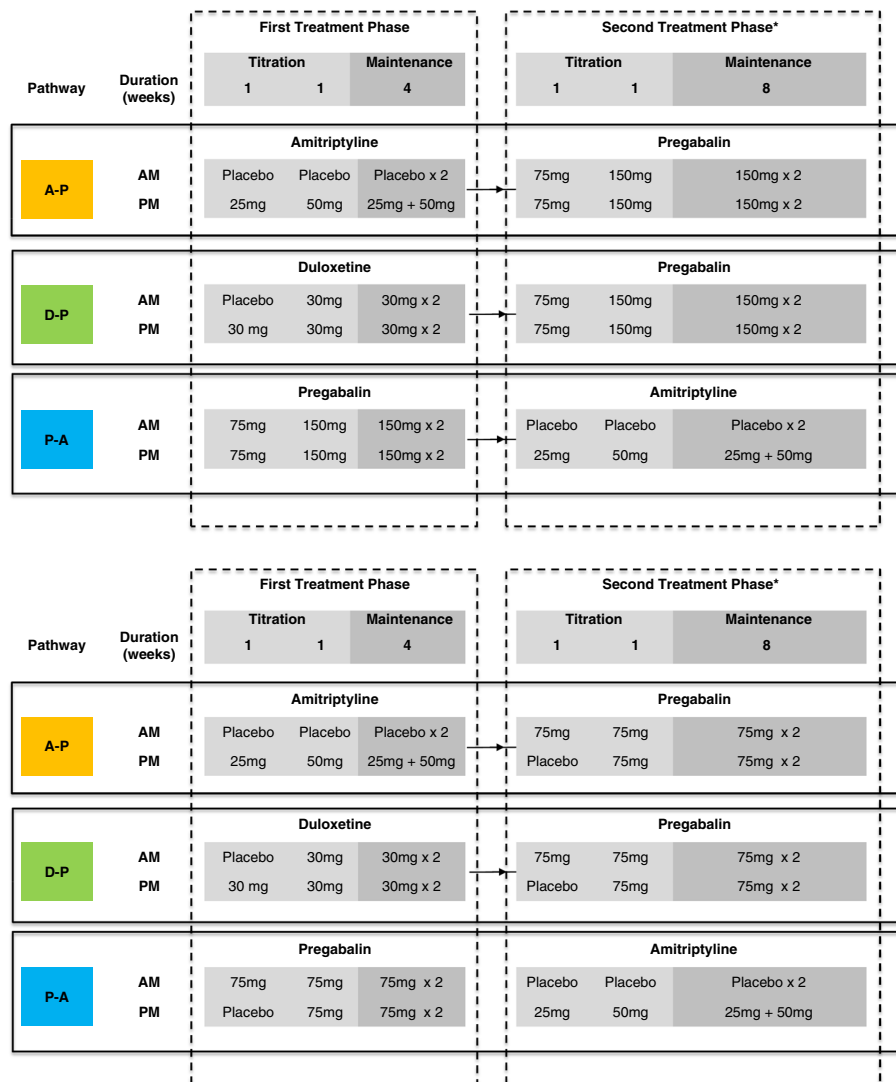 First Treatment Phase Second Treatment Phase*
Titration Maintenance Titration Maintenance
Pathway Duration (weeks) 1 1 4 1 1 8
Amitriptyline Pregabalin
A-P AM Placebo Placebo Placebo x 2 75mg 150mg 150mg x 2
PM 25mg 50mg 25mg + 50mg 75mg 150mg 150mg x 2
Duloxetine Pregabalin
D-P AM Placebo 30mg 30mg x 2 75mg 150mg 150mg x 2
PM 30 mg 30mg 30mg x 2 75mg 150mg 150mg x 2
Pregabalin Amitriptyline
P-A AM 75mg 150mg 150mg x 2 Placebo Placebo Placebo x 2
PM 75mg 150mg 150mg x 2 25mg 50mg 25mg + 50mg
First Treatment Phase Second Treatment Phase*
Titration Maintenance Titration Maintenance
Pathway Duration (weeks) 1 1 4 1 1 8
Amitriptyline Pregabalin
A-P AM Placebo Placebo Placebo x 2 75mg 75mg 75mg x 2
PM 25mg 50mg 25mg + 50mg Placebo 75mg 75mg x 2
Duloxetine Pregabalin
D-P AM Placebo 30mg 30mg x 2 75mg 75mg 75mg x 2
PM 30 mg 30mg 30mg x 2 Placebo 75mg 75mg x 2
Pregabalin Amitriptyline
P-A AM 75mg 75mg 75mg x 2 Placebo Placebo Placebo x 2
PM Placebo 75mg 75mg x 2 25mg 50mg 25mg + 50mg